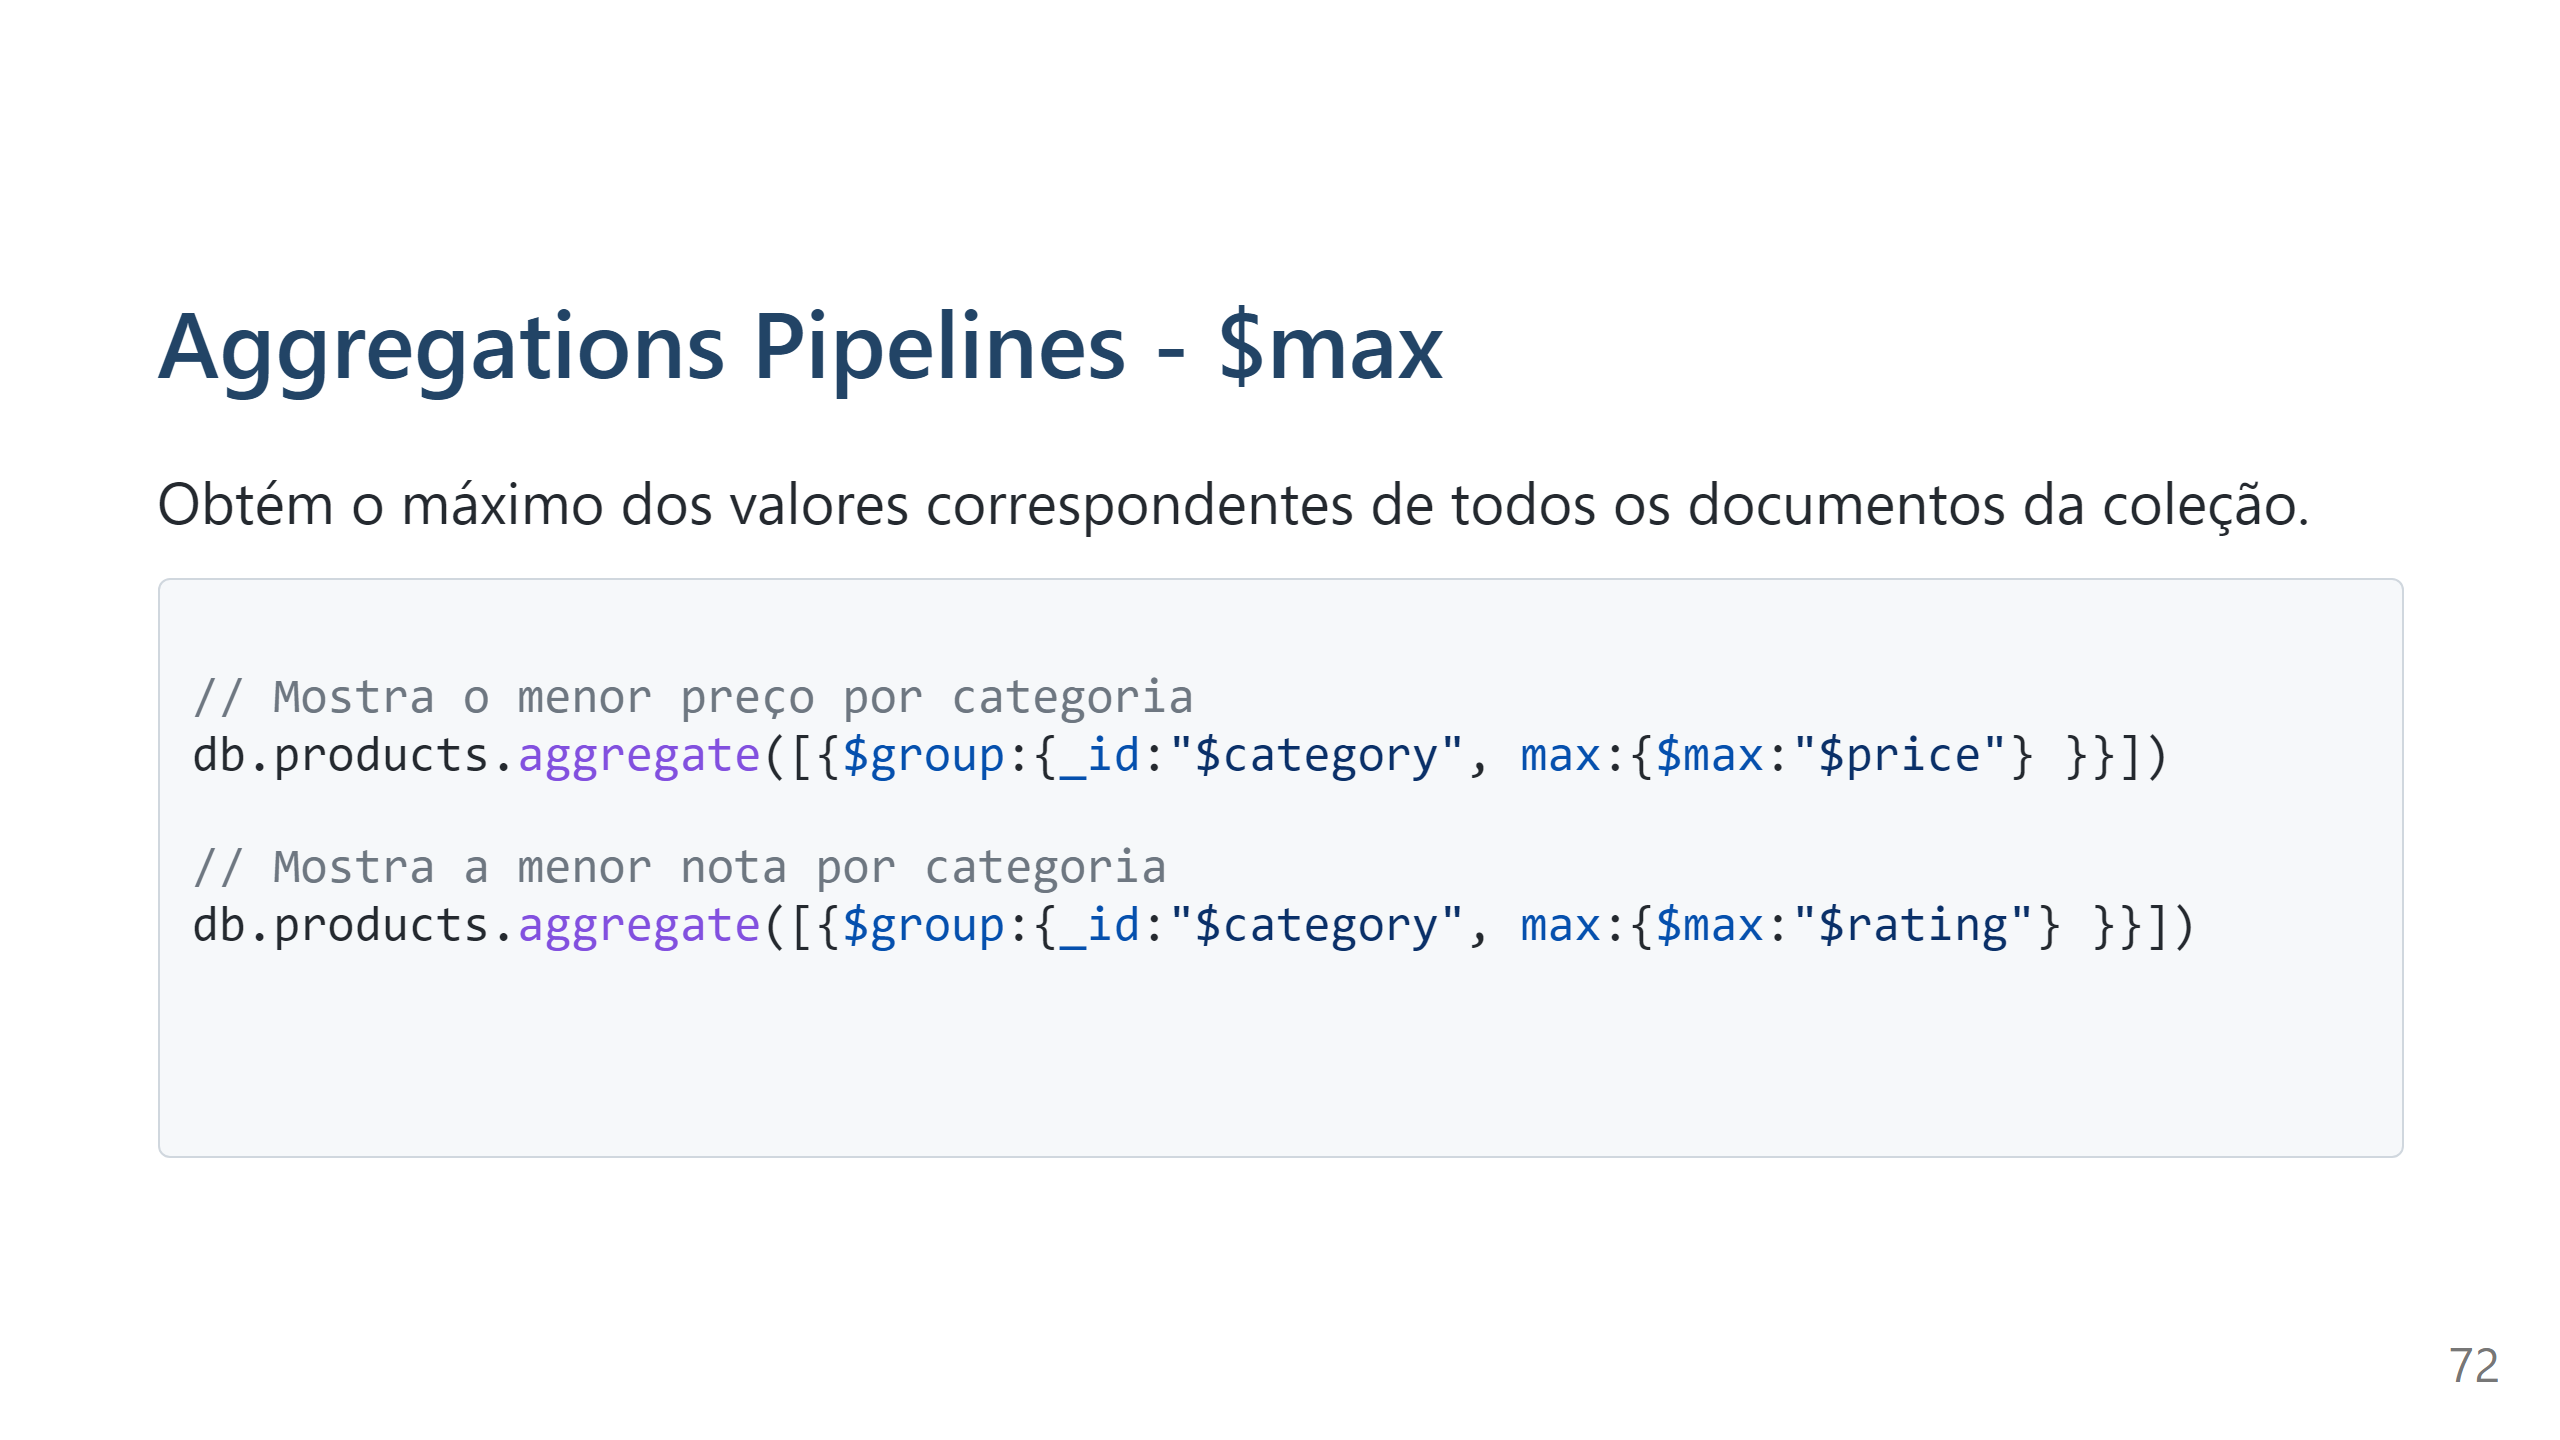 Aggregations Pipelines - $max
Obtém o máximo dos valores correspondentes de todos os documentos da coleção.
// Mostra o menor preço por categoria
db.products.aggregate([{$group:{_id:"$category", max:{$max:"$price"} }}])
// Mostra a menor nota por categoria
db.products.aggregate([{$group:{_id:"$category", max:{$max:"$rating"} }}])
72